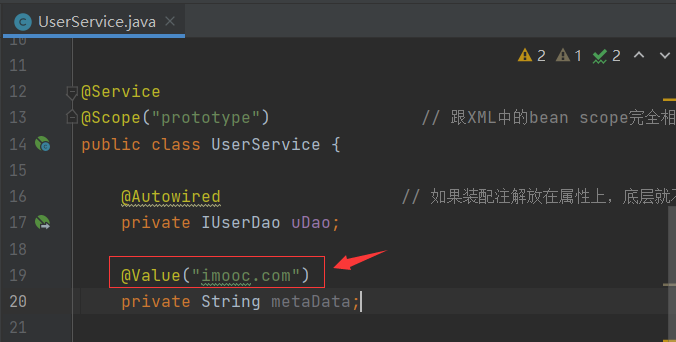 UserService.java
10
11
2 1 2
12 @Service
13 @Scope("prototype") // 跟XML中的bean scope完全相
14 public class UserService {
15
16 @Autowired // 如果装配注解放在属性上，底层就
17 private IUserDao uDao;
18
19 @Value("imooc.com")
20 private String metaData;
21